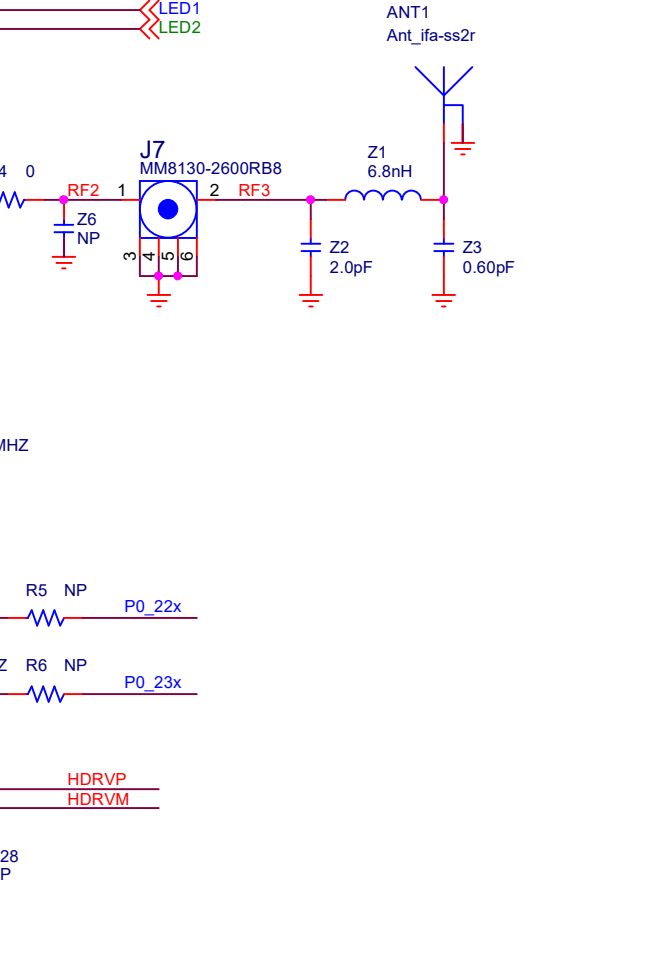 LED1
LED2
ANT1
Ant_ifa-ss2r
J7
MM8130-2600RB8
Z1
6.8nH
4 0
RF2
1
2
RF3
Z6
NP
3
4
5
6
Z2
2.0pF
Z3
0.60pF
MHZ
R5 NP
P0_22x
Z R6 NP
P0_23x
HDRVP
HDRVM
28
P